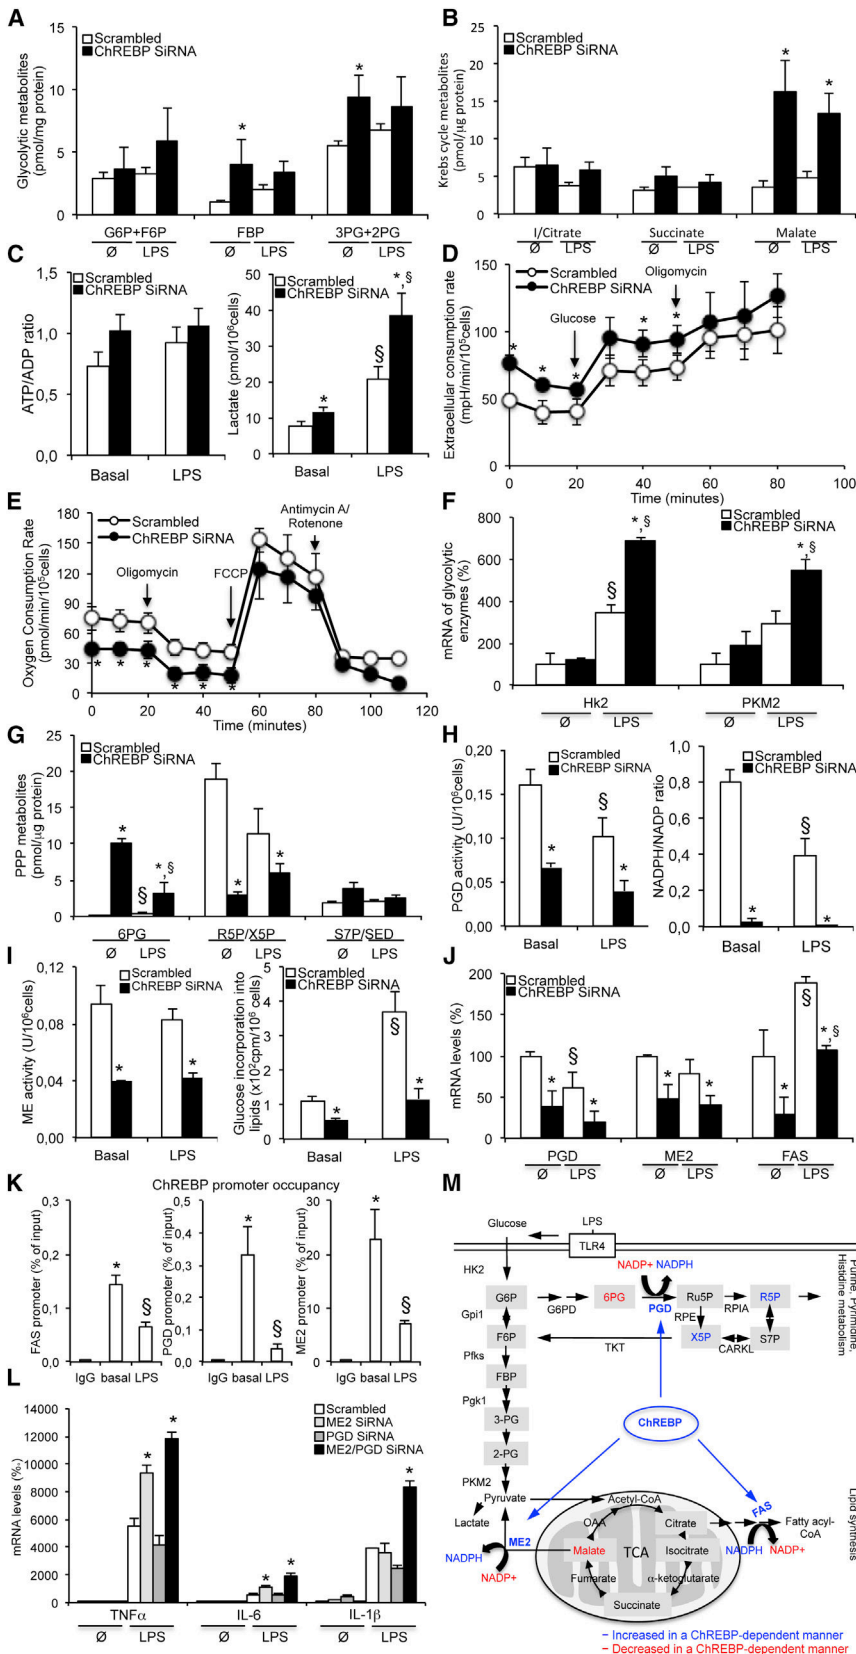 A
Scrambled
ChREBP SiRNA
Glycolytic metabolites
(pmol/mg protein)
15
10
5
0
G6P+F6P
FBP
3PG+2PG
Ø LPS Ø LPS Ø LPS
* *
B
Scrambled
ChREBP SiRNA
Krebs cycle metabolites
(pmol/µg protein)
25
20
15
10
5
0
* *
I/Citrate
Succinate
Malate
Ø LPS Ø LPS Ø LPS
C
Scrambled
ChREBP SiRNA
ATP/ADP ratio
1,5
1,0
0,5
0,0
Basal LPS
Scrambled
ChREBP SiRNA
Lactate (pmol/10⁶cells)
50
40
30
20
10
0
* § *,§
Basal LPS
D
Scrambled
ChREBP SiRNA
Oligomycin
Glucose
Extracellular consumption rate
(mpH/min/10⁵cells)
150
100
50
0
* * * * *
0 20 40 60 80 100
Time (minutes)
E
Scrambled
ChREBP SiRNA
Antimycin A/
Rotenone
Oligomycin
FCCP
Oxygen Consumption Rate
(pmol/min/10⁵cells)
180
150
120
90
60
30
0
* * * * * *
0 20 40 60 80 100 120
Time (minutes)
F
Scrambled
ChREBP SiRNA
mRNA of glycolytic
enzymes (%)
800
600
400
200
0
§ *,§ *,§
Hk2
PKM2
Ø LPS Ø LPS
G
Scrambled
ChREBP SiRNA
PPP metabolites
(pmol/µg protein)
25
20
15
10
5
0
* § *,§ * *
6PG
R5P/X5P
S7P/SED
Ø LPS Ø LPS Ø LPS
H
Scrambled
ChREBP SiRNA
PGD activity (U/10⁶cells)
0,20
0,15
0,10
0,05
0,00
* § *
Basal LPS
Scrambled
ChREBP SiRNA
NADPH/NADP ratio
1,0
0,8
0,6
0,4
0,2
0,0
* § *
Basal LPS
I
Scrambled
ChREBP SiRNA
ME activity (U/10⁶cells)
0,12
0,08
0,04
0,00
* *
Basal LPS
Scrambled
ChREBP SiRNA
Glucose incorporation into
lipids (x10²cpm/10⁶ cells)
6
5
4
3
2
1
0
* § *
Basal LPS
J
Scrambled
ChREBP SiRNA
mRNA levels (%)
200
150
100
50
0
* § * * * * § *,§
PGD
ME2
FAS
Ø LPS Ø LPS Ø LPS
K
ChREBP promoter occupancy
FAS promoter (% of input)
0,3
0,2
0,1
0,0
* §
IgG basal LPS
PGD promoter (% of input)
0,5
0,4
0,3
0,2
0,1
0,0
* §
IgG basal LPS
ME2 promoter (% of input)
30
20
10
0
* §
IgG basal LPS
L
Scrambled
ME2 SiRNA
PGD SiRNA
ME2/PGD SiRNA
mRNA levels (‰)
14000
12000
10000
8000
6000
4000
2000
0
* * * * *
TNFα
IL-6
IL-1β
Ø LPS Ø LPS Ø LPS
M
Glucose
LPS
TLR4
HK2
NADP+ NADPH
G6P
G6PD
6PG
PGD
Ru5P
RPIA
R5P
Gpi1
RPE
F6P
TKT
X5P
CARKL
S7P
Purine, Pyrimidine,
Histidine metabolism
Pfks
FBP
Pgk1
3-PG
2-PG
ChREBP
PKM2
Pyruvate
Acetyl-CoA
Lactate
OAA
Citrate
FAS
Fatty acyl-
CoA
Lipid synthesis
ME2
NADPH
Malate
TCA
Isocitrate
NADPH
NADP+
NADP+
Fumarate
α-ketoglutarate
Succinate
– Increased in a ChREBP-dependent manner
– Decreased in a ChREBP-dependent manner